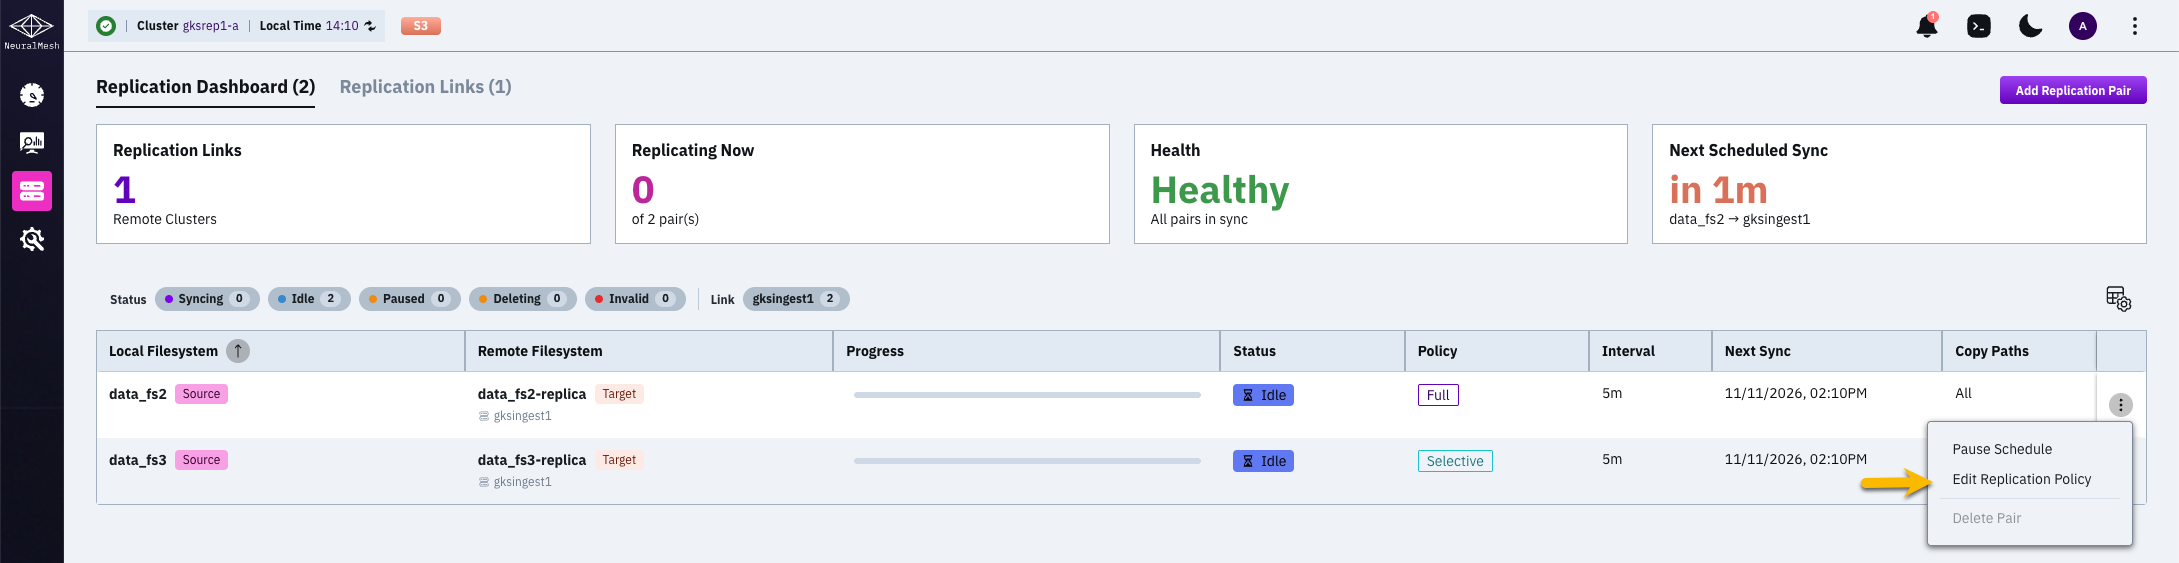 NeuralMesh
Cluster gksrep1-a
Local Time 14:10
S3
!
A
Replication Dashboard (2)
Replication Links (1)
Add Replication Pair
Replication Links
1
Remote Clusters
Replicating Now
0
of 2 pair(s)
Health
Healthy
All pairs in sync
Next Scheduled Sync
in 1m
data_fs2 → gksingest1
Status
Syncing 0
Idle 2
Paused 0
Deleting 0
Invalid 0
Link
gksingest1 2
Local Filesystem ↑
Remote Filesystem
Progress
Status
Policy
Interval
Next Sync
Copy Paths
data_fs2 Source
data_fs2-replica Target
gksingest1
Idle
Full
5m
11/11/2026, 02:10PM
All
data_fs3 Source
data_fs3-replica Target
gksingest1
Idle
Selective
5m
11/11/2026, 02:10PM
Pause Schedule
Edit Replication Policy
Delete Pair